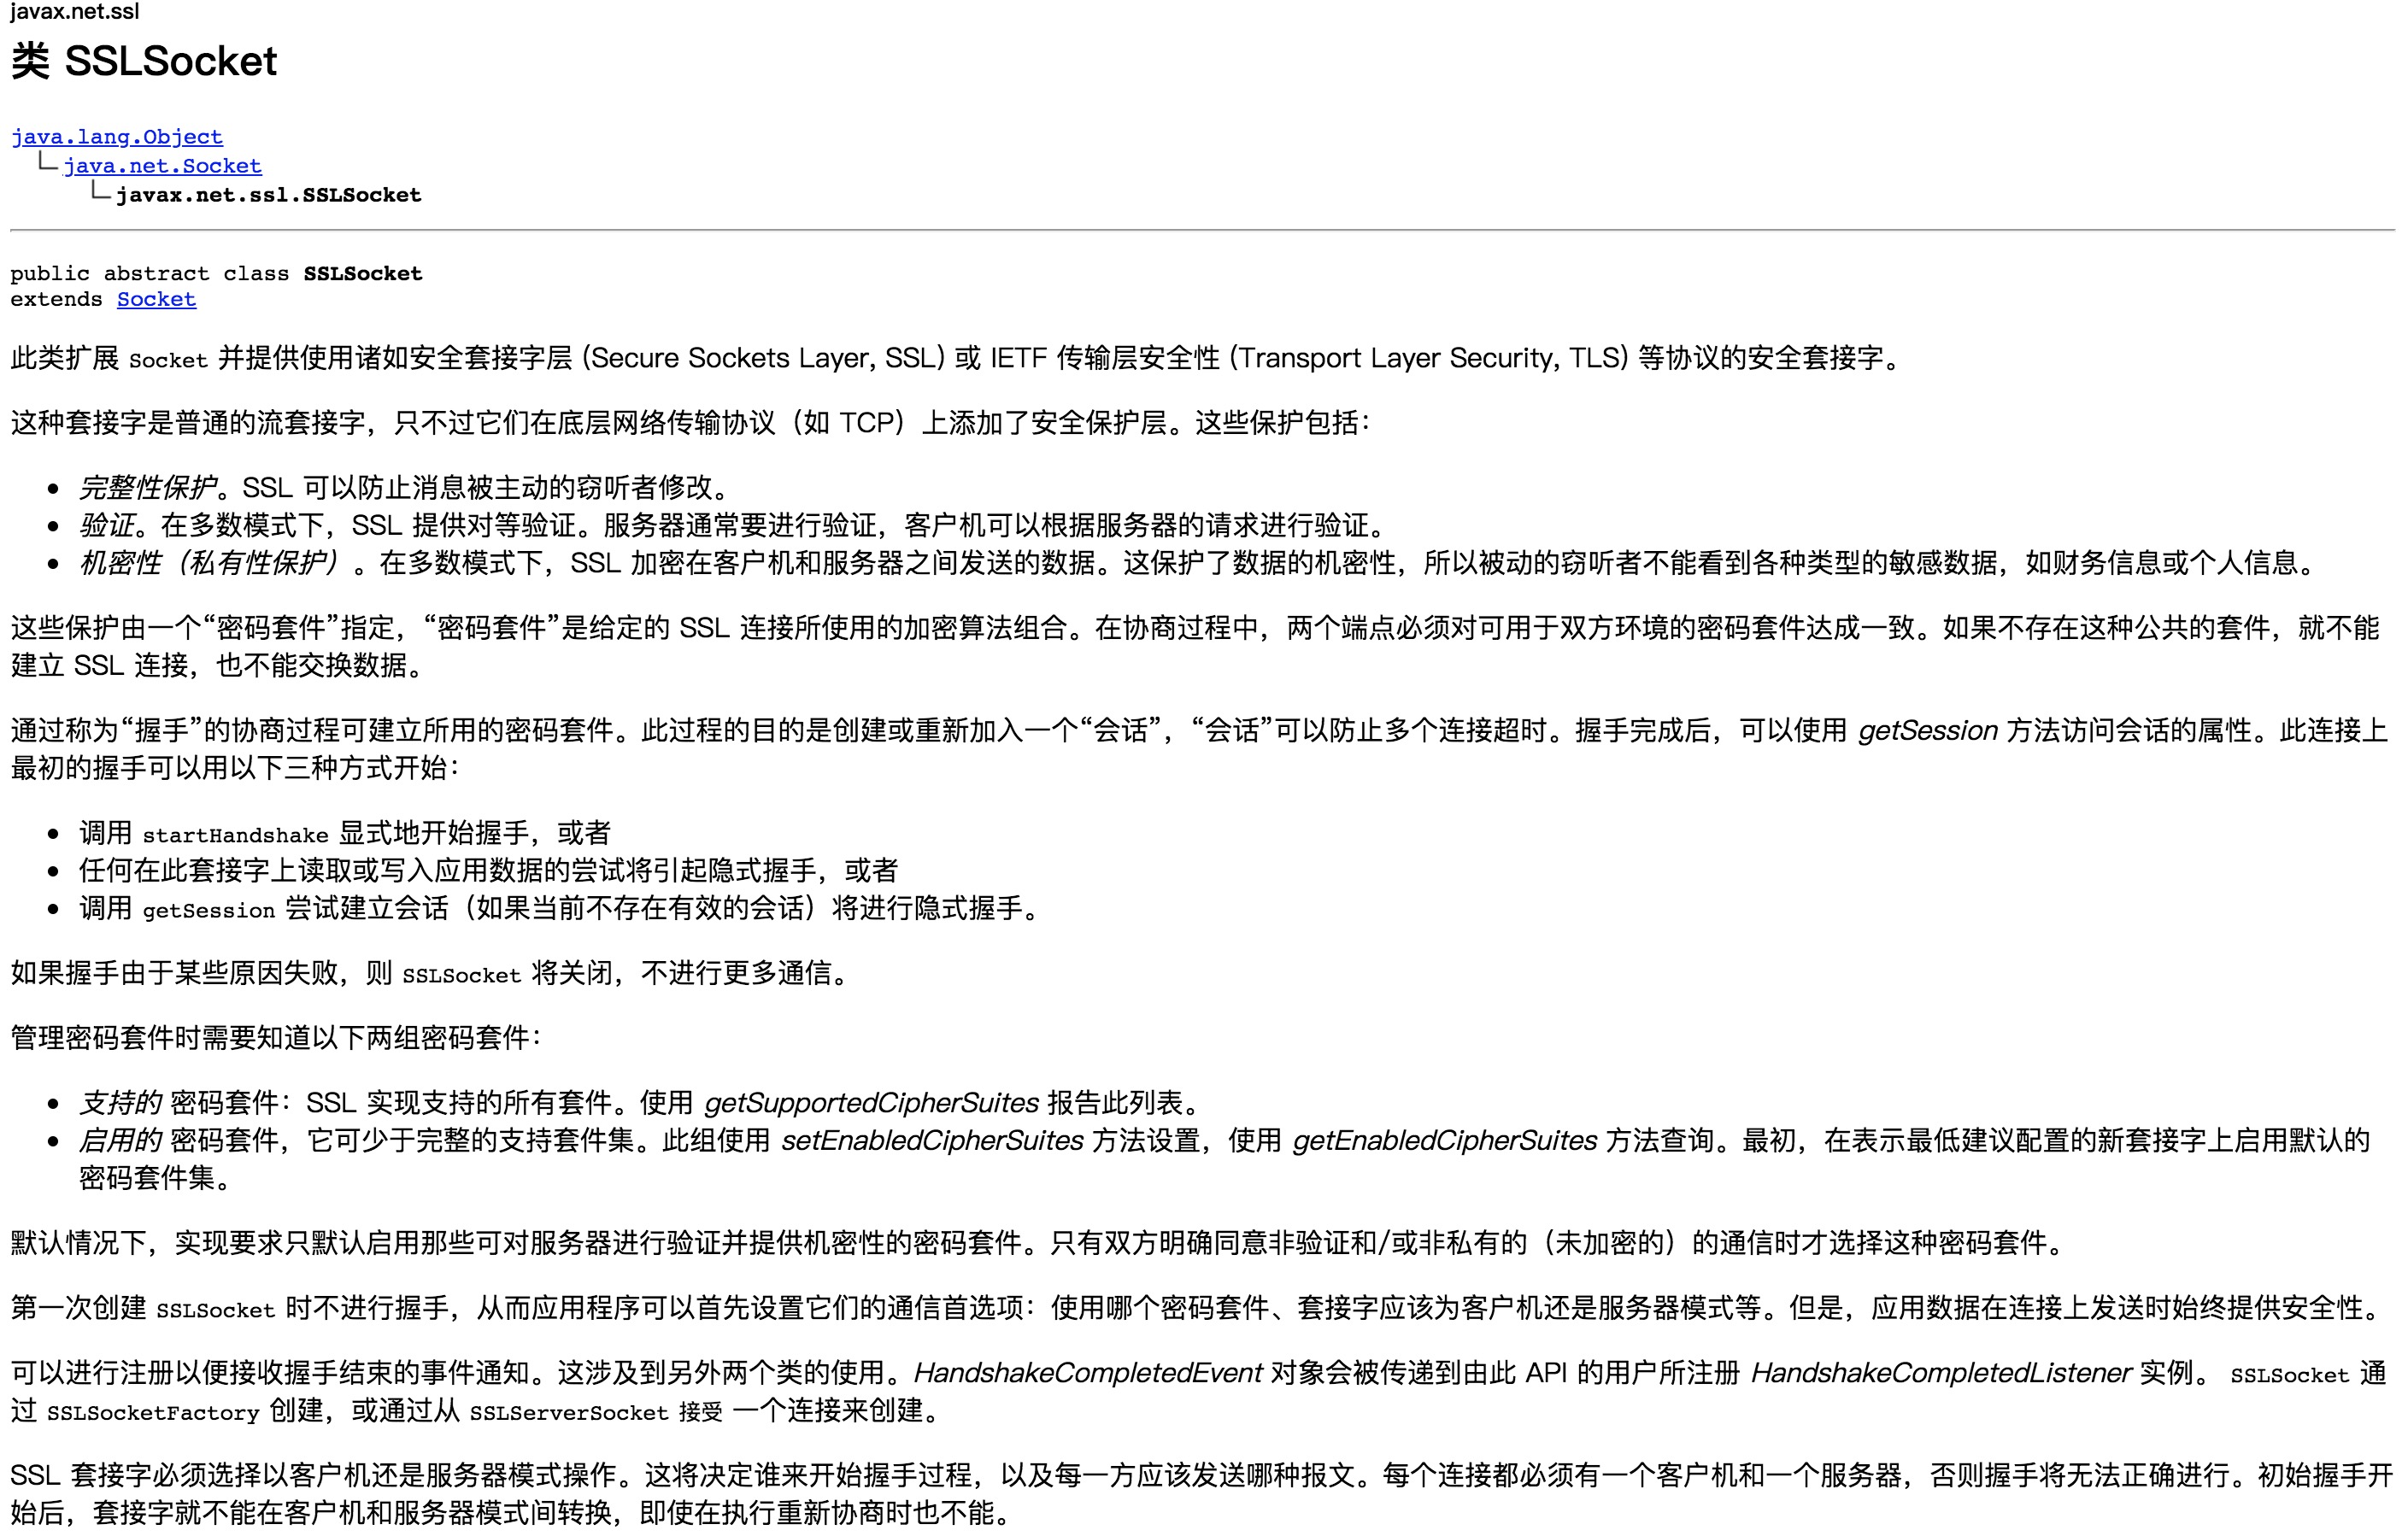 javax.net.ssl
类 SSLSocket
java.lang.Object
java.net.Socket
javax.net.ssl.SSLSocket
public abstract class SSLSocket
extends Socket
此类扩展 Socket 并提供使用诸如安全套接字层 (Secure Sockets Layer, SSL) 或 IETF 传输层安全性 (Transport Layer Security, TLS) 等协议的安全套接字。
这种套接字是普通的流套接字，只不过它们在底层网络传输协议（如 TCP）上添加了安全保护层。这些保护包括：
• 完整性保护。SSL 可以防止消息被主动的窃听者修改。
• 验证。在多数模式下，SSL 提供对等验证。服务器通常要进行验证，客户机可以根据服务器的请求进行验证。
• 机密性（私有性保护）。在多数模式下，SSL 加密在客户机和服务器之间发送的数据。这保护了数据的机密性，所以被动的窃听者不能看到各种类型的敏感数据，如财务信息或个人信息。
这些保护由一个“密码套件”指定，“密码套件”是给定的 SSL 连接所使用的加密算法组合。在协商过程中，两个端点必须对可用于双方环境的密码套件达成一致。如果不存在这种公共的套件，就不能
建立 SSL 连接，也不能交换数据。
通过称为“握手”的协商过程可建立所用的密码套件。此过程的目的是创建或重新加入一个“会话”，“会话”可以防止多个连接超时。握手完成后，可以使用 getSession 方法访问会话的属性。此连接上
最初的握手可以用以下三种方式开始：
• 调用 startHandshake 显式地开始握手，或者
• 任何在此套接字上读取或写入应用数据的尝试将引起隐式握手，或者
• 调用 getSession 尝试建立会话（如果当前不存在有效的会话）将进行隐式握手。
如果握手由于某些原因失败，则 SSLSocket 将关闭，不进行更多通信。
管理密码套件时需要知道以下两组密码套件：
• 支持的 密码套件：SSL 实现支持的所有套件。使用 getSupportedCipherSuites 报告此列表。
• 启用的 密码套件，它可少于完整的支持套件集。此组使用 setEnabledCipherSuites 方法设置，使用 getEnabledCipherSuites 方法查询。最初，在表示最低建议配置的新套接字上启用默认的
密码套件集。
默认情况下，实现要求只默认启用那些可对服务器进行验证并提供机密性的密码套件。只有双方明确同意非验证和/或非私有的（未加密的）的通信时才选择这种密码套件。
第一次创建 SSLSocket 时不进行握手，从而应用程序可以首先设置它们的通信首选项：使用哪个密码套件、套接字应该为客户机还是服务器模式等。但是，应用数据在连接上发送时始终提供安全性。
可以进行注册以便接收握手结束的事件通知。这涉及到另外两个类的使用。HandshakeCompletedEvent 对象会被传递到由此 API 的用户所注册 HandshakeCompletedListener 实例。 SSLSocket 通
过 SSLSocketFactory 创建，或通过从 SSLServerSocket 接受 一个连接来创建。
SSL 套接字必须选择以客户机还是服务器模式操作。这将决定谁来开始握手过程，以及每一方应该发送哪种报文。每个连接都必须有一个客户机和一个服务器，否则握手将无法正确进行。初始握手开
始后，套接字就不能在客户机和服务器模式间转换，即使在执行重新协商时也不能。